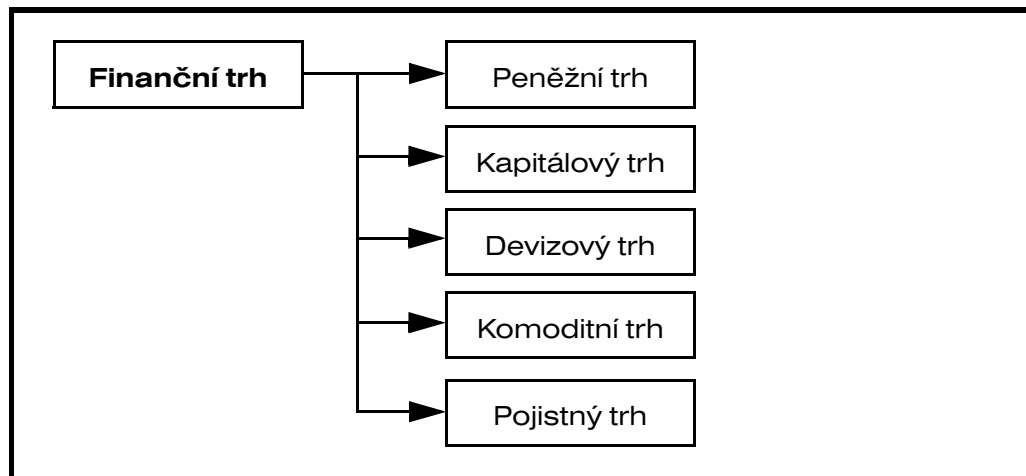 Finanční trh
Peněžní trh
Kapitálový trh
Devizový trh
Komoditní trh
Pojistný trh